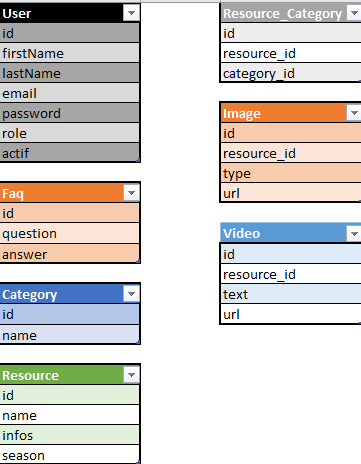 User
id
firstName
lastName
email
password
role
actif
Faq
id
question
answer
Category
id
name
Resource
id
name
infos
season
Resource_Category
id
resource_id
category_id
Image
id
resource_id
type
url
Video
id
resource_id
text
url